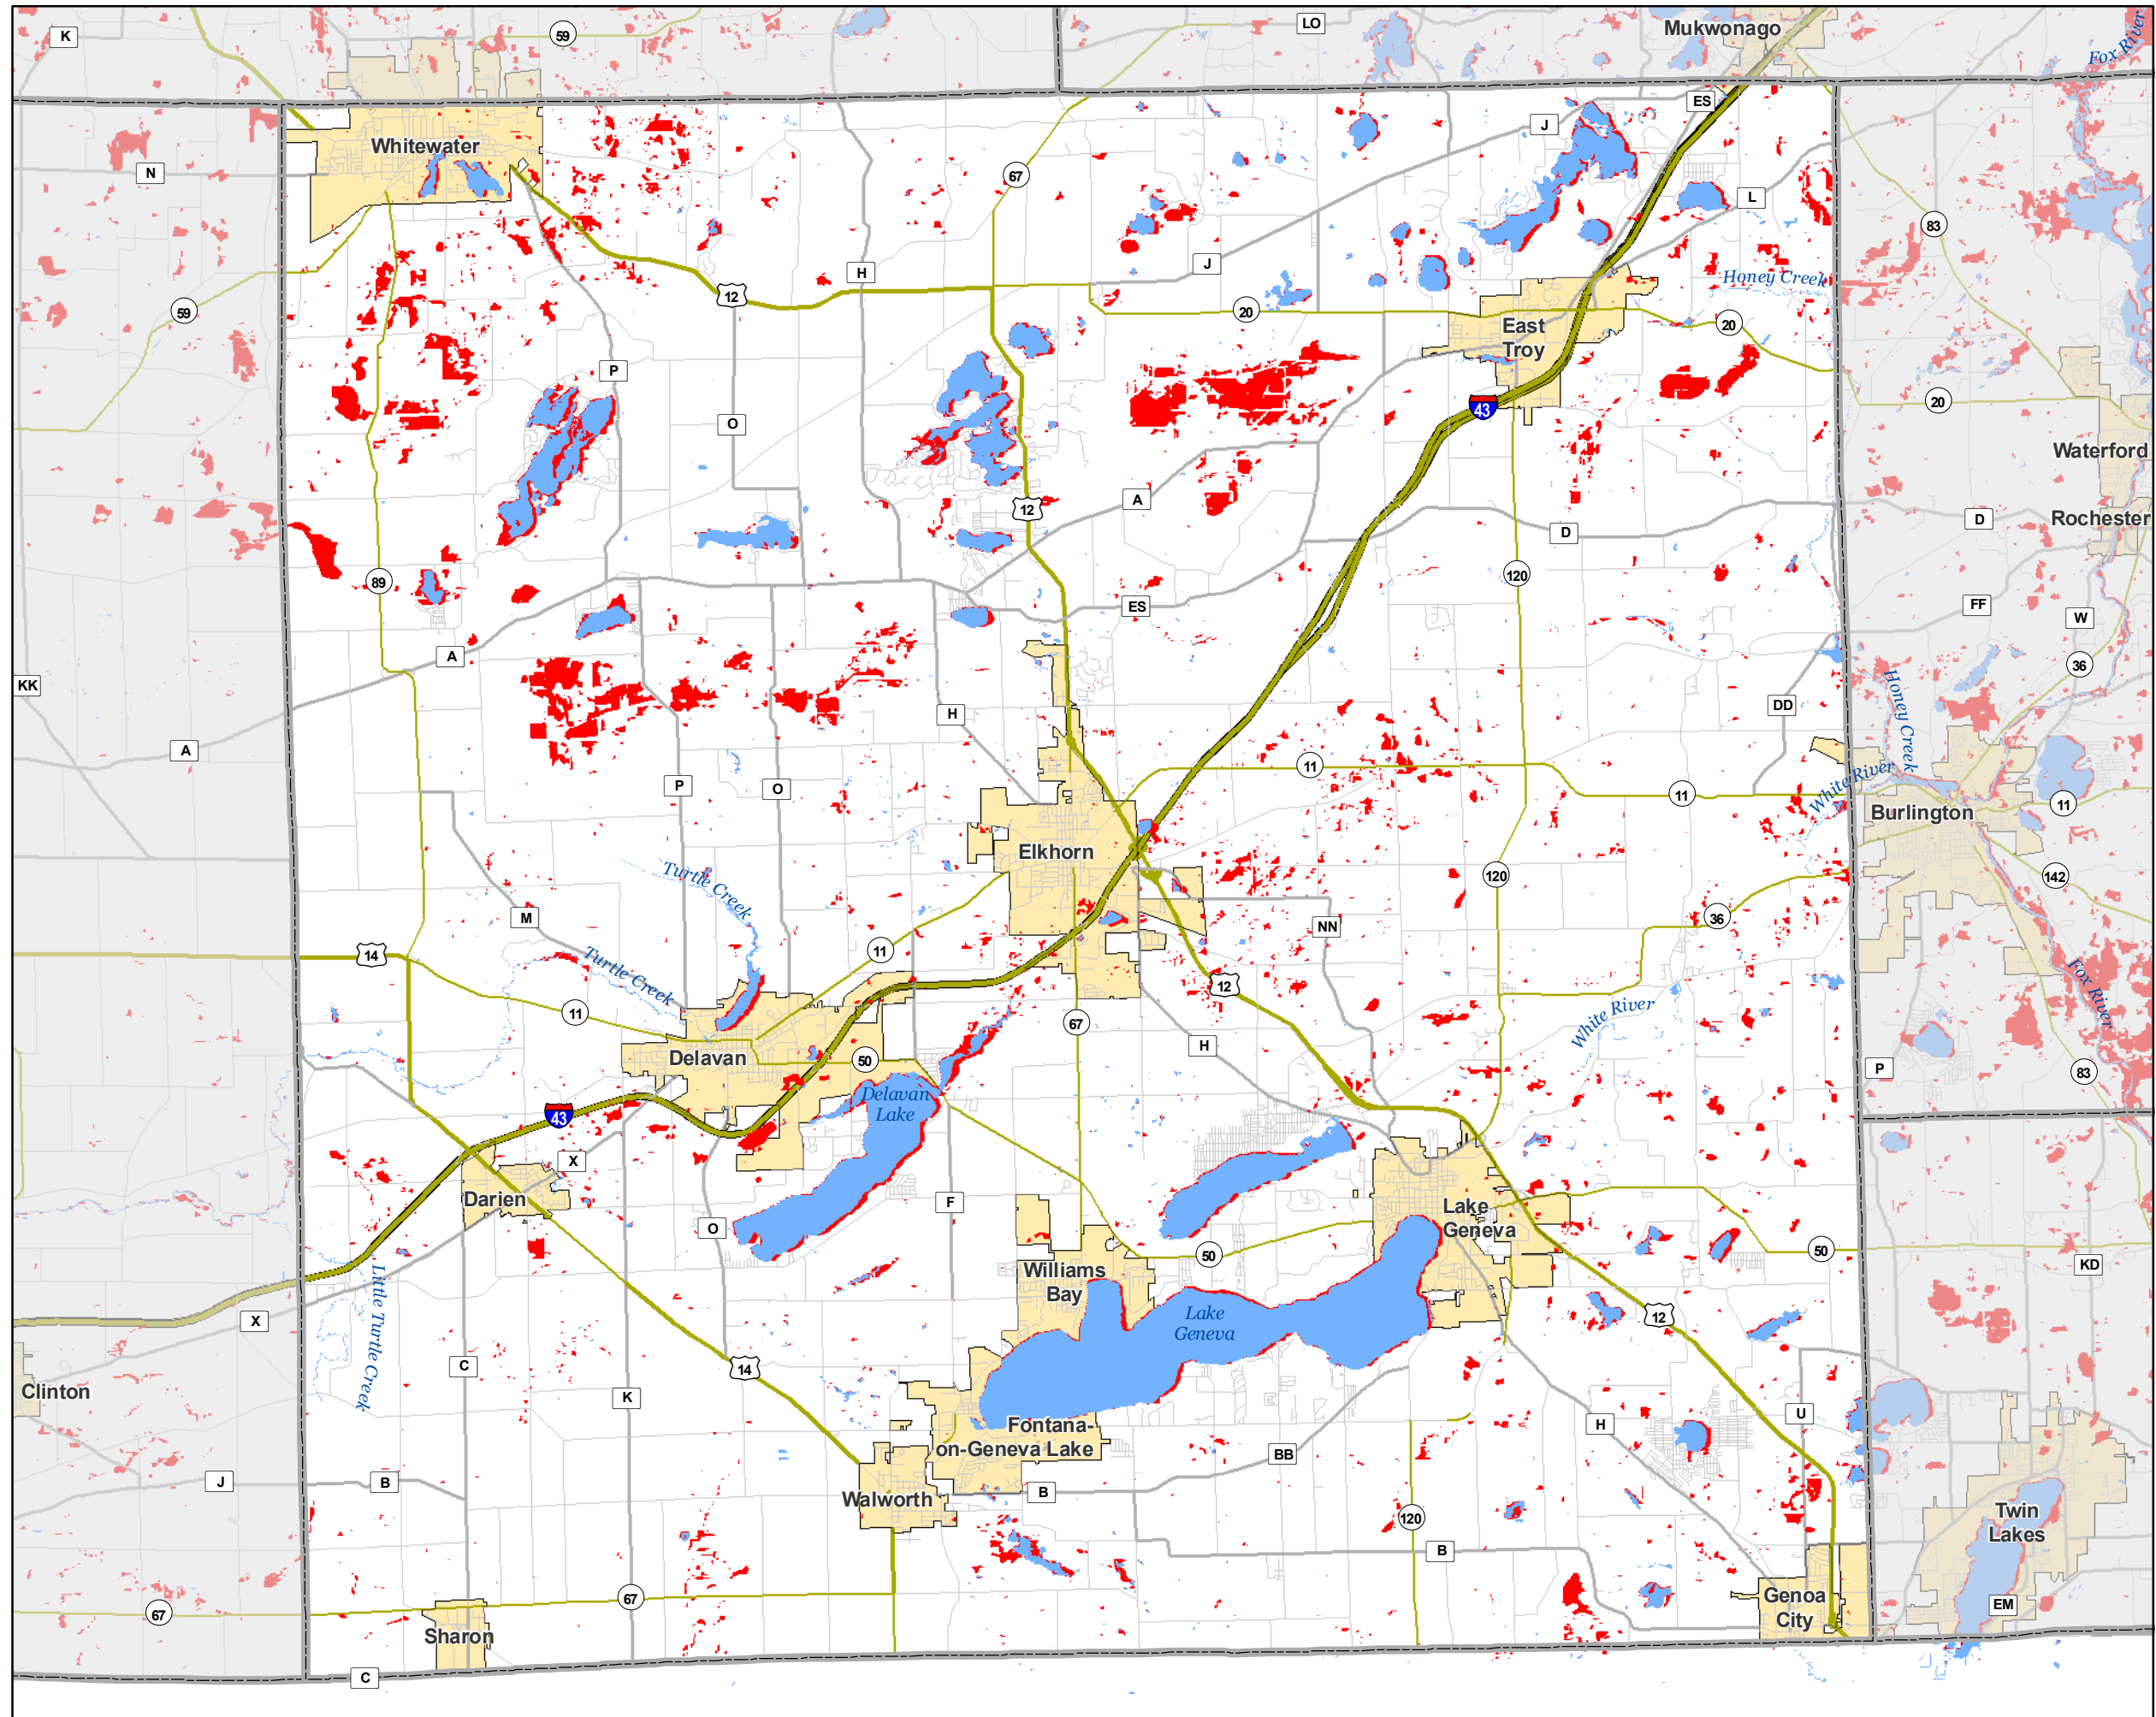 K
59
LO
Mukwonago
Fox River
Whitewater
ES
J
N
67
L
83
H
J
Honey Creek
12
59
20
East
Troy
20
P
20
43
O
Waterford
A
12
Rochester
D
D
89
120
FF
ES
W
A
36
KK
Honey Creek
DD
H
A
11
P
O
11
White River
11
Burlington
Elkhorn
Turtle Creek
120
142
M
36
NN
11
14
Turtle Creek
12
Fox River
11
67
White River
H
Delavan
50
P
83
Delavan
Lake
43
X
Darien
F
Lake
Geneva
O
50
50
KD
Williams
Bay
Little Turtle Creek
Lake
Geneva
12
X
C
14
Clinton
K
U
Fontana-
on-Geneva Lake
H
BB
J
B
B
Walworth
120
Twin
Lakes
B
67
67
Genoa
City
EM
Sharon
C